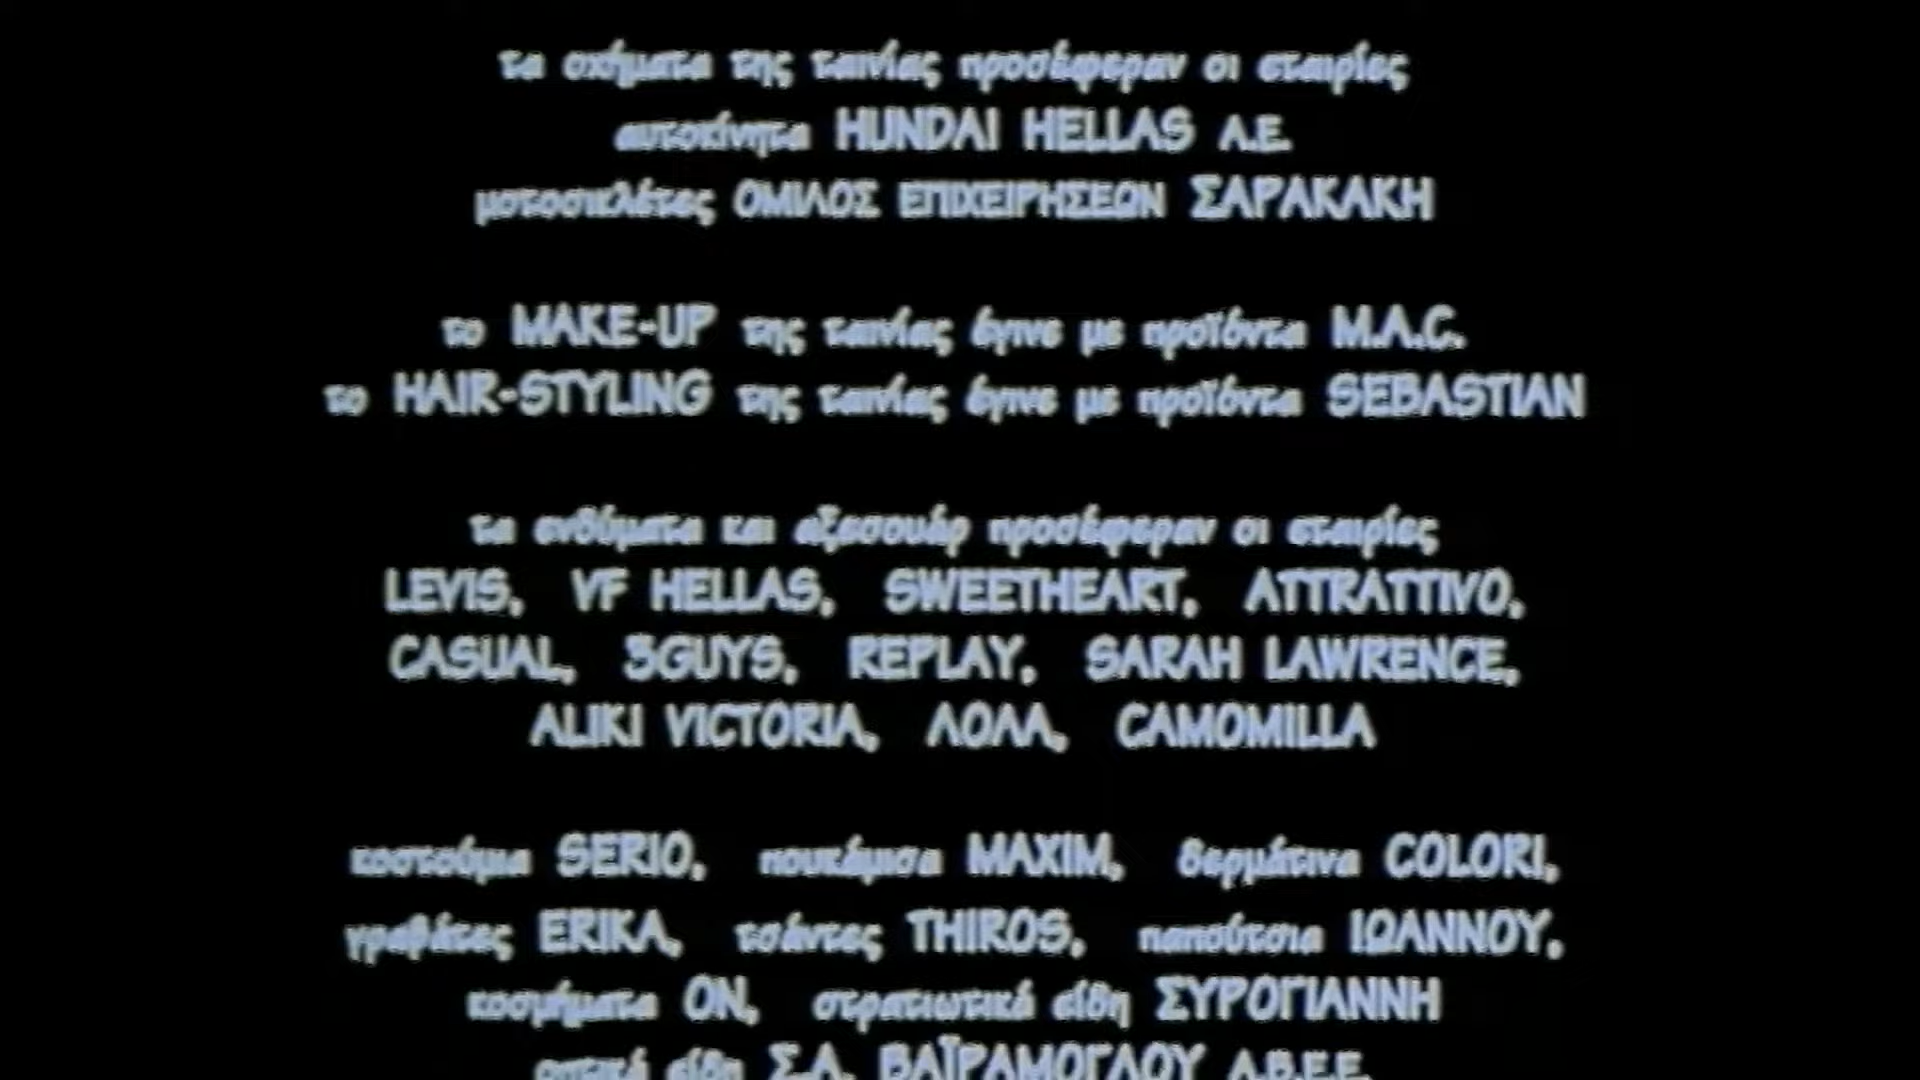 τα οχήματα της ταινίας προσέφεραν οι εταιρίες
αυτοκίνητα HUNDAI HELLAS A.E.
μοτοσικλέτες ΟΜΙΛΟΣ ΕΠΙΧΕΙΡΗΣΕΩΝ ΣΑΡΑΚΑΚΗ
το MAKE-UP της ταινίας έγινε με προϊόντα M.A.C.
το HAIR-STYLING της ταινίας έγινε με προϊόντα SEBASTIAN
τα ενδύματα και αξεσουάρ προσέφεραν οι εταιρίες
LEVIS, VF HELLAS, SWEETHEART, ATTRATTIVO,
CASUAL, 3GUYS, REPLAY, SARAH LAWRENCE,
ALIKI VICTORIA, ΛΟΛΑ, CAMOMILLA
κοστούμια SERIO, πουκάμισα MAXIM, δερμάτινα COLORI,
γραβάτες ERIKA, τσάντες THIROS, παπούτσια ΙΩΑΝΝΟΥ,
κοσμήματα ON, στρατιωτικά είδη ΣΥΡΟΓΙΑΝΝΗ
οπτικά είδη Σ.Α. ΒΑΪΡΑΜΟΓΛΟΥ Α.Β.Ε.Ε.